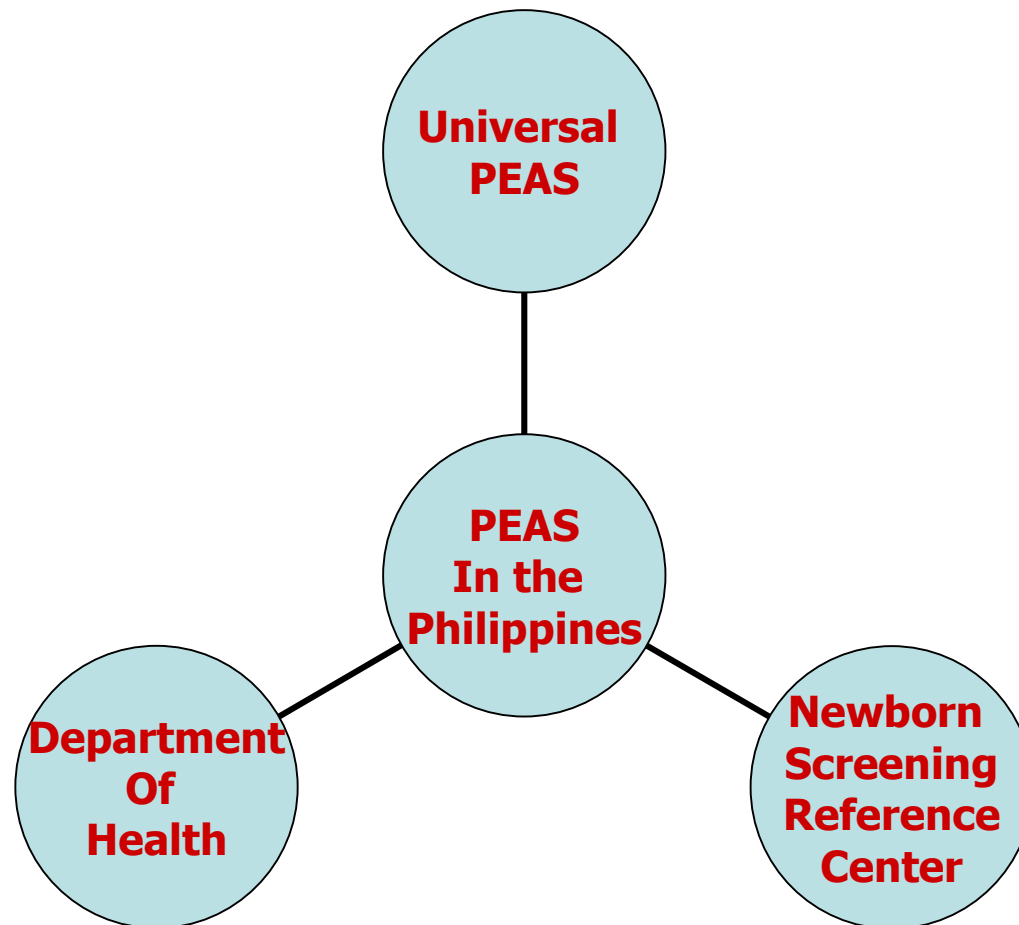 Universal
PEAS
PEAS
In the
Philippines
Department
Of
Health
Newborn
Screening
Reference
Center